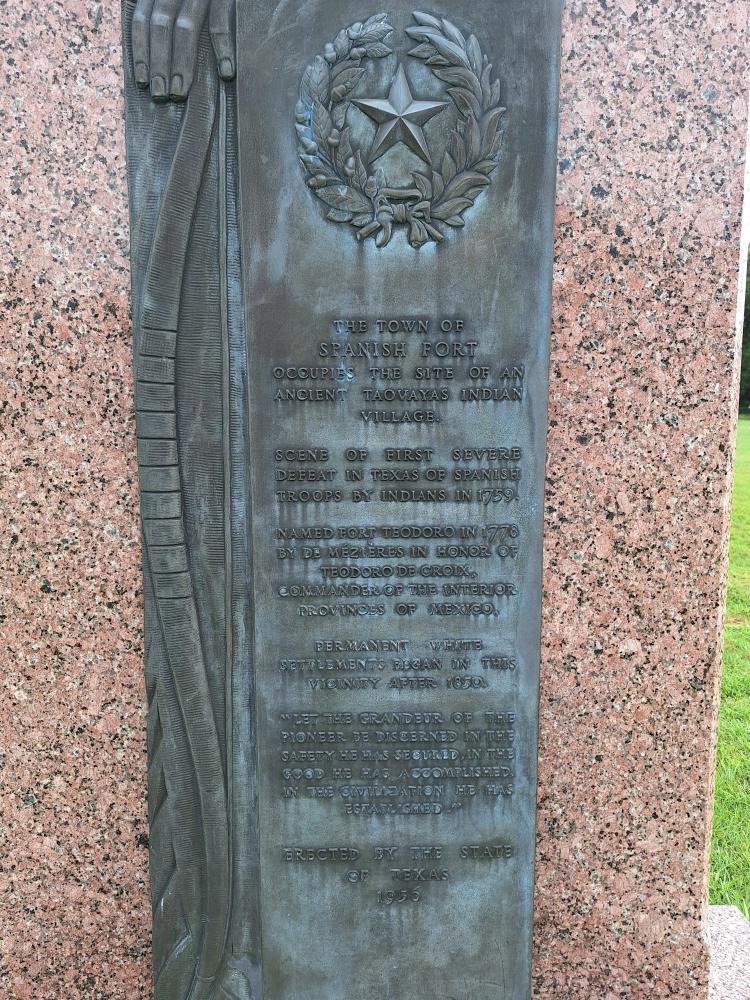 THE TOWN OF
SPANISH FORT
OCCUPIES THE SITE OF AN
ANCIENT TAOVAYAS INDIAN
VILLAGE.
SCENE OF FIRST SEVERE
DEFEAT IN TEXAS OF SPANISH
TROOPS BY INDIANS IN 1759.
NAMED FORT TEODORO IN 1778
BY DE MÉZIÈRES IN HONOR OF
TEODORO DE CROIX,
COMMANDER OF THE INTERIOR
PROVINCES OF MEXICO.
PERMANENT WHITE
SETTLEMENTS BEGAN IN THIS
VICINITY AFTER 1850.
"LET THE GRANDEUR OF THE
PIONEER BE DISCERNED IN THE
SAFETY HE HAS SECURED, IN THE
GOOD HE HAS ACCOMPLISHED,
IN THE CIVILIZATION HE HAS
ESTABLISHED."
ERECTED BY THE STATE
OF TEXAS
1936